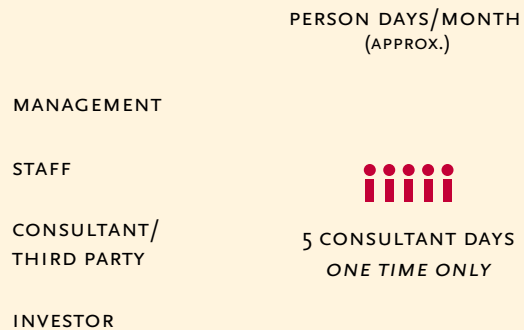 PERSON DAYS/MONTH
(APPROX.)
MANAGEMENT
STAFF
CONSULTANT/
THIRD PARTY
5 CONSULTANT DAYS
ONE TIME ONLY
INVESTOR